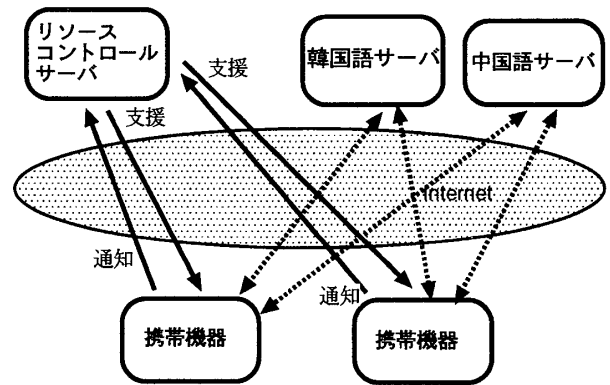 リソース
コントロール
サーバ
支援
韓国語サーバ
中国語サーバ
支援
Internet
通知
通知
携帯機器
携帯機器